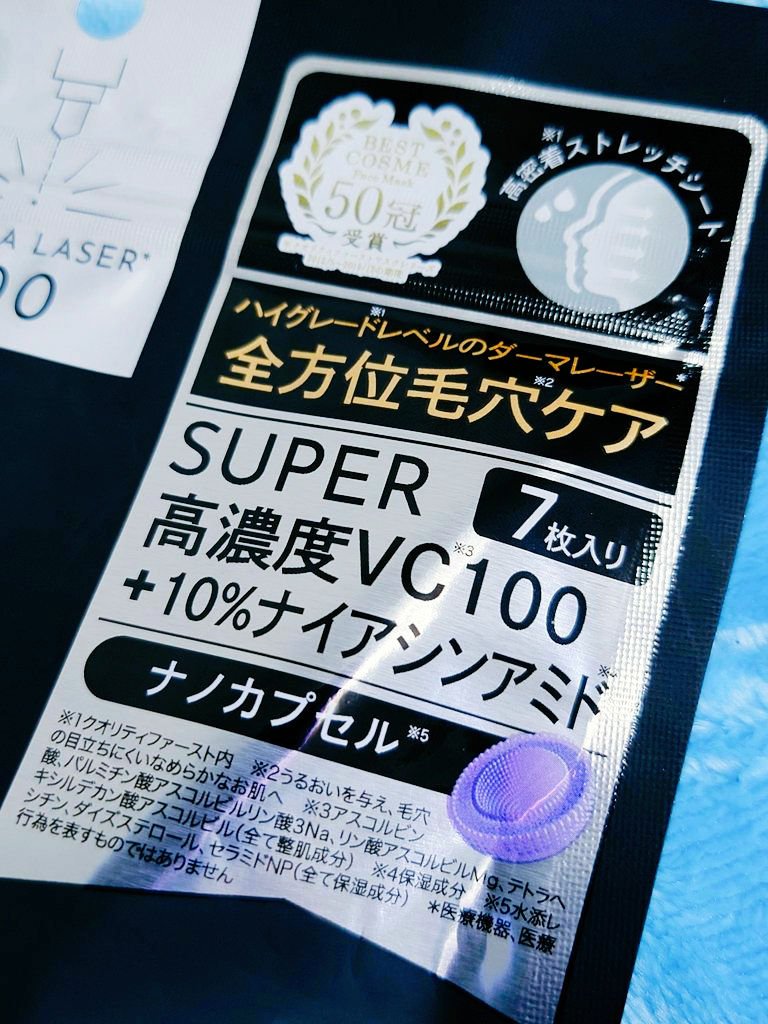 A LASER*
00
BEST
COSME
Face Mask
50冠
受賞
※1
高密着ストレッチシート
ハイグレードレベル※1のダーマレーザー*
全方位毛穴ケア※2
SUPER
7枚入り
高濃度VC100※3
+10%ナイアシンアミド※4
ナノカプセル※5
※1クオリティファースト内 ※2うるおいを与え、毛穴
の目立ちにくいなめらかなお肌へ ※3アスコルビン
酸、パルミチン酸アスコルビルリン酸3Na、リン酸アスコルビルMg、テトラヘ
キシルデカン酸アスコルビル(全て整肌成分) ※4保湿成分 ※5水添レ
シチン、ダイズステロール、セラミドNP(全て保湿成分) *医療機器、医療
行為を表すものではありません